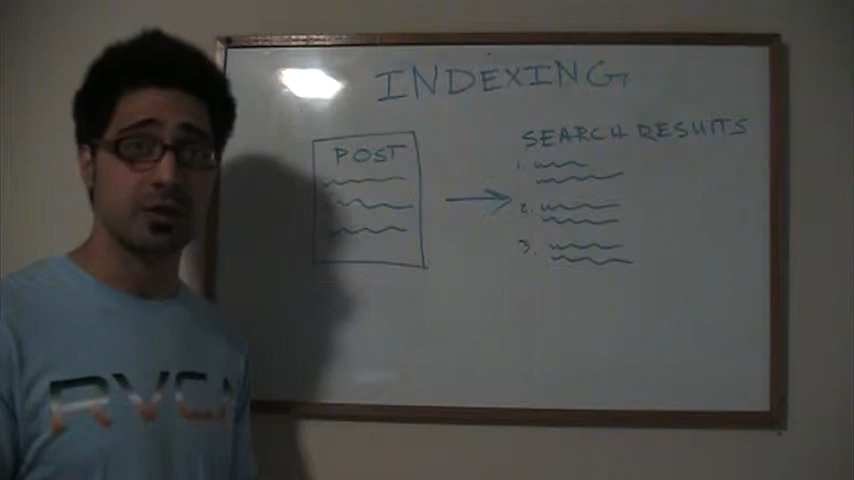 INDEXING
POST
SEARCH RESULTS
1.
2.
3.
RVCA